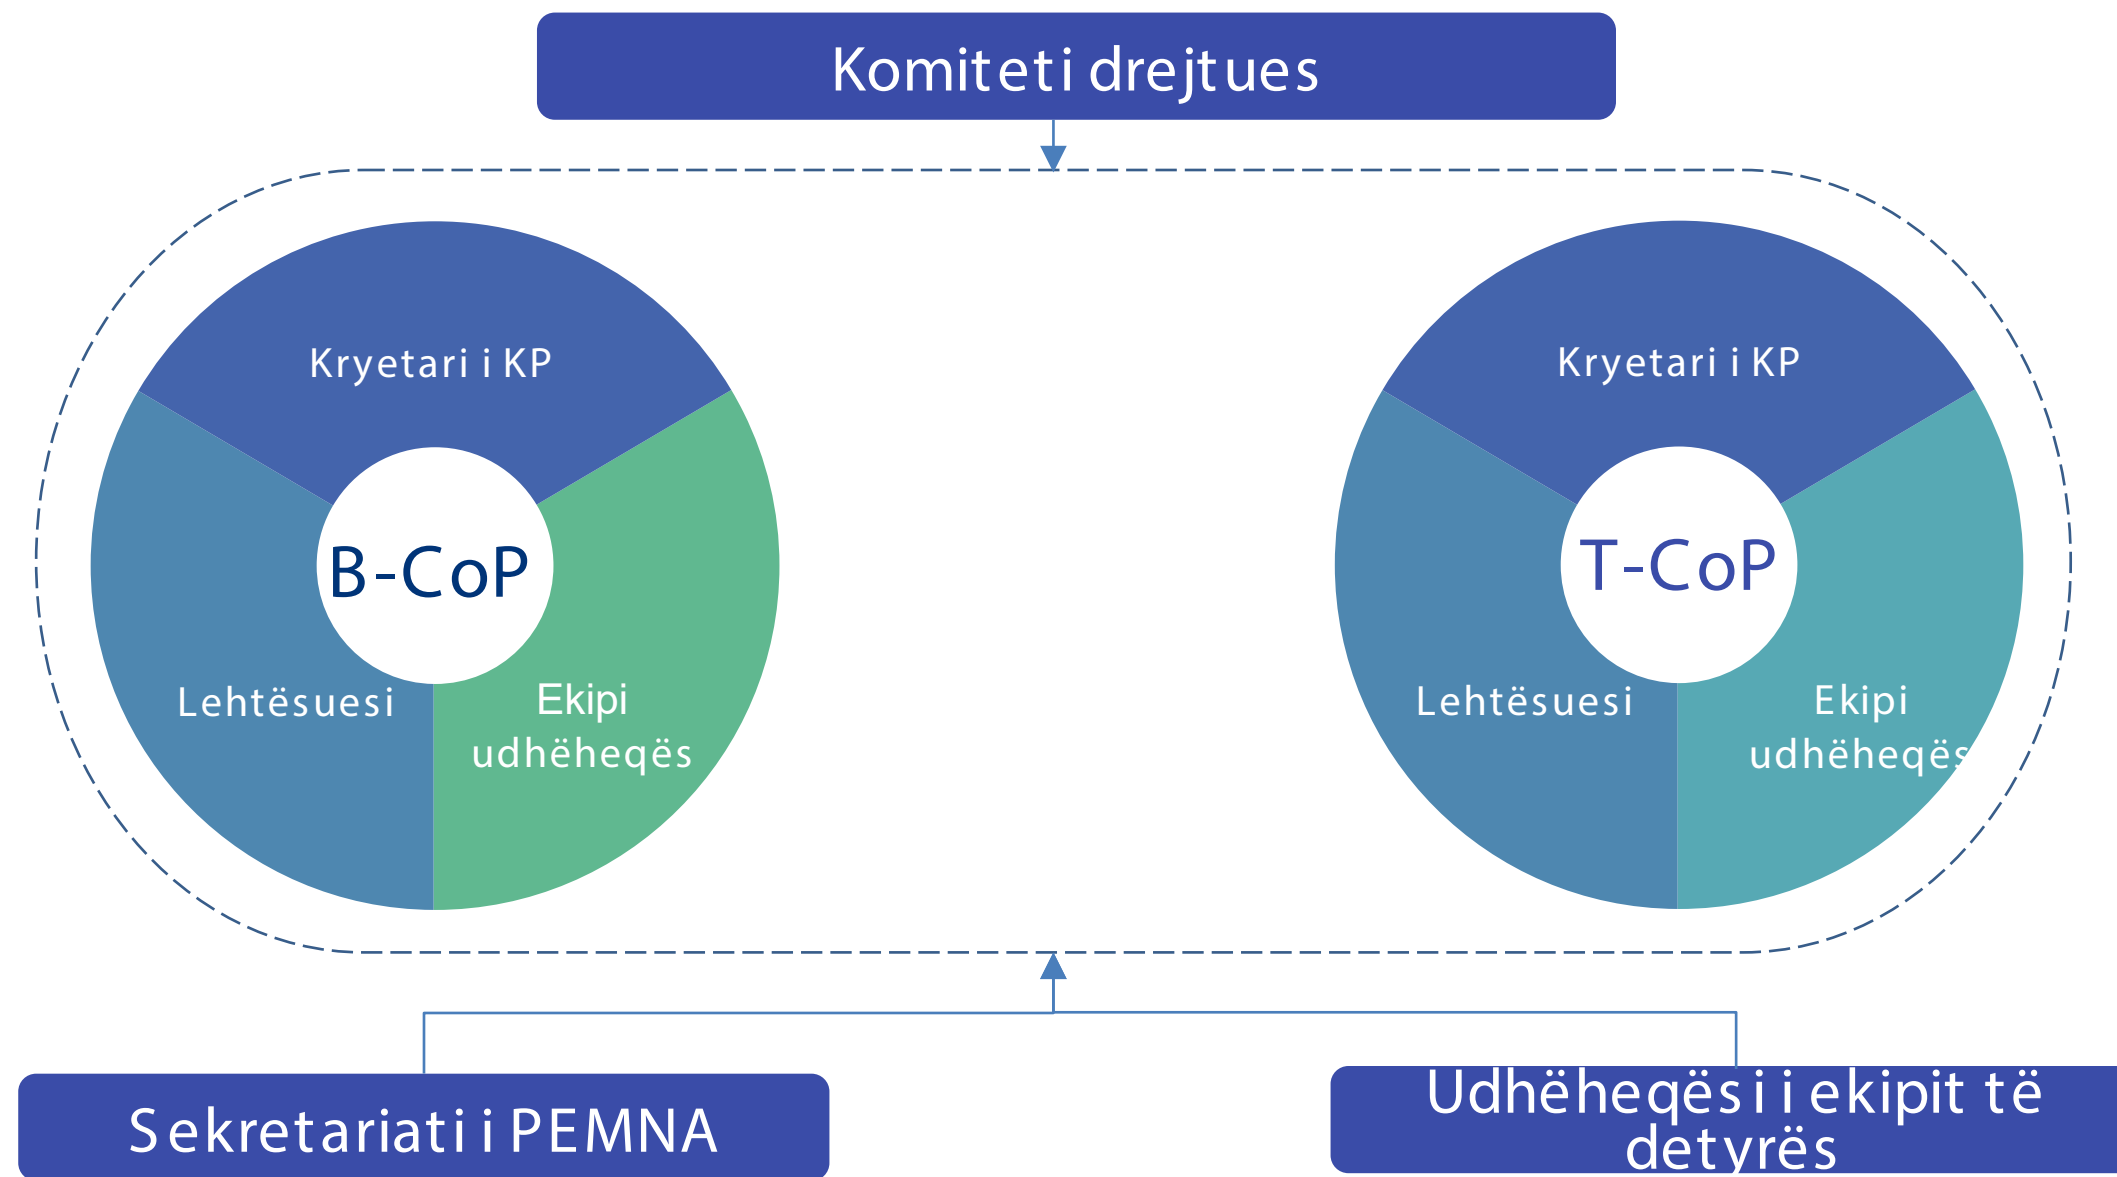 Komiteti drejtues
Kryetari i KP
B-CoP
Lehtësuesi
Ekipi
udhëheqës
Kryetari i KP
T-CoP
Lehtësuesi
Ekipi
udhëheqës
Sekretariati i PEMNA
Udhëheqësi i ekipit të
detyrës